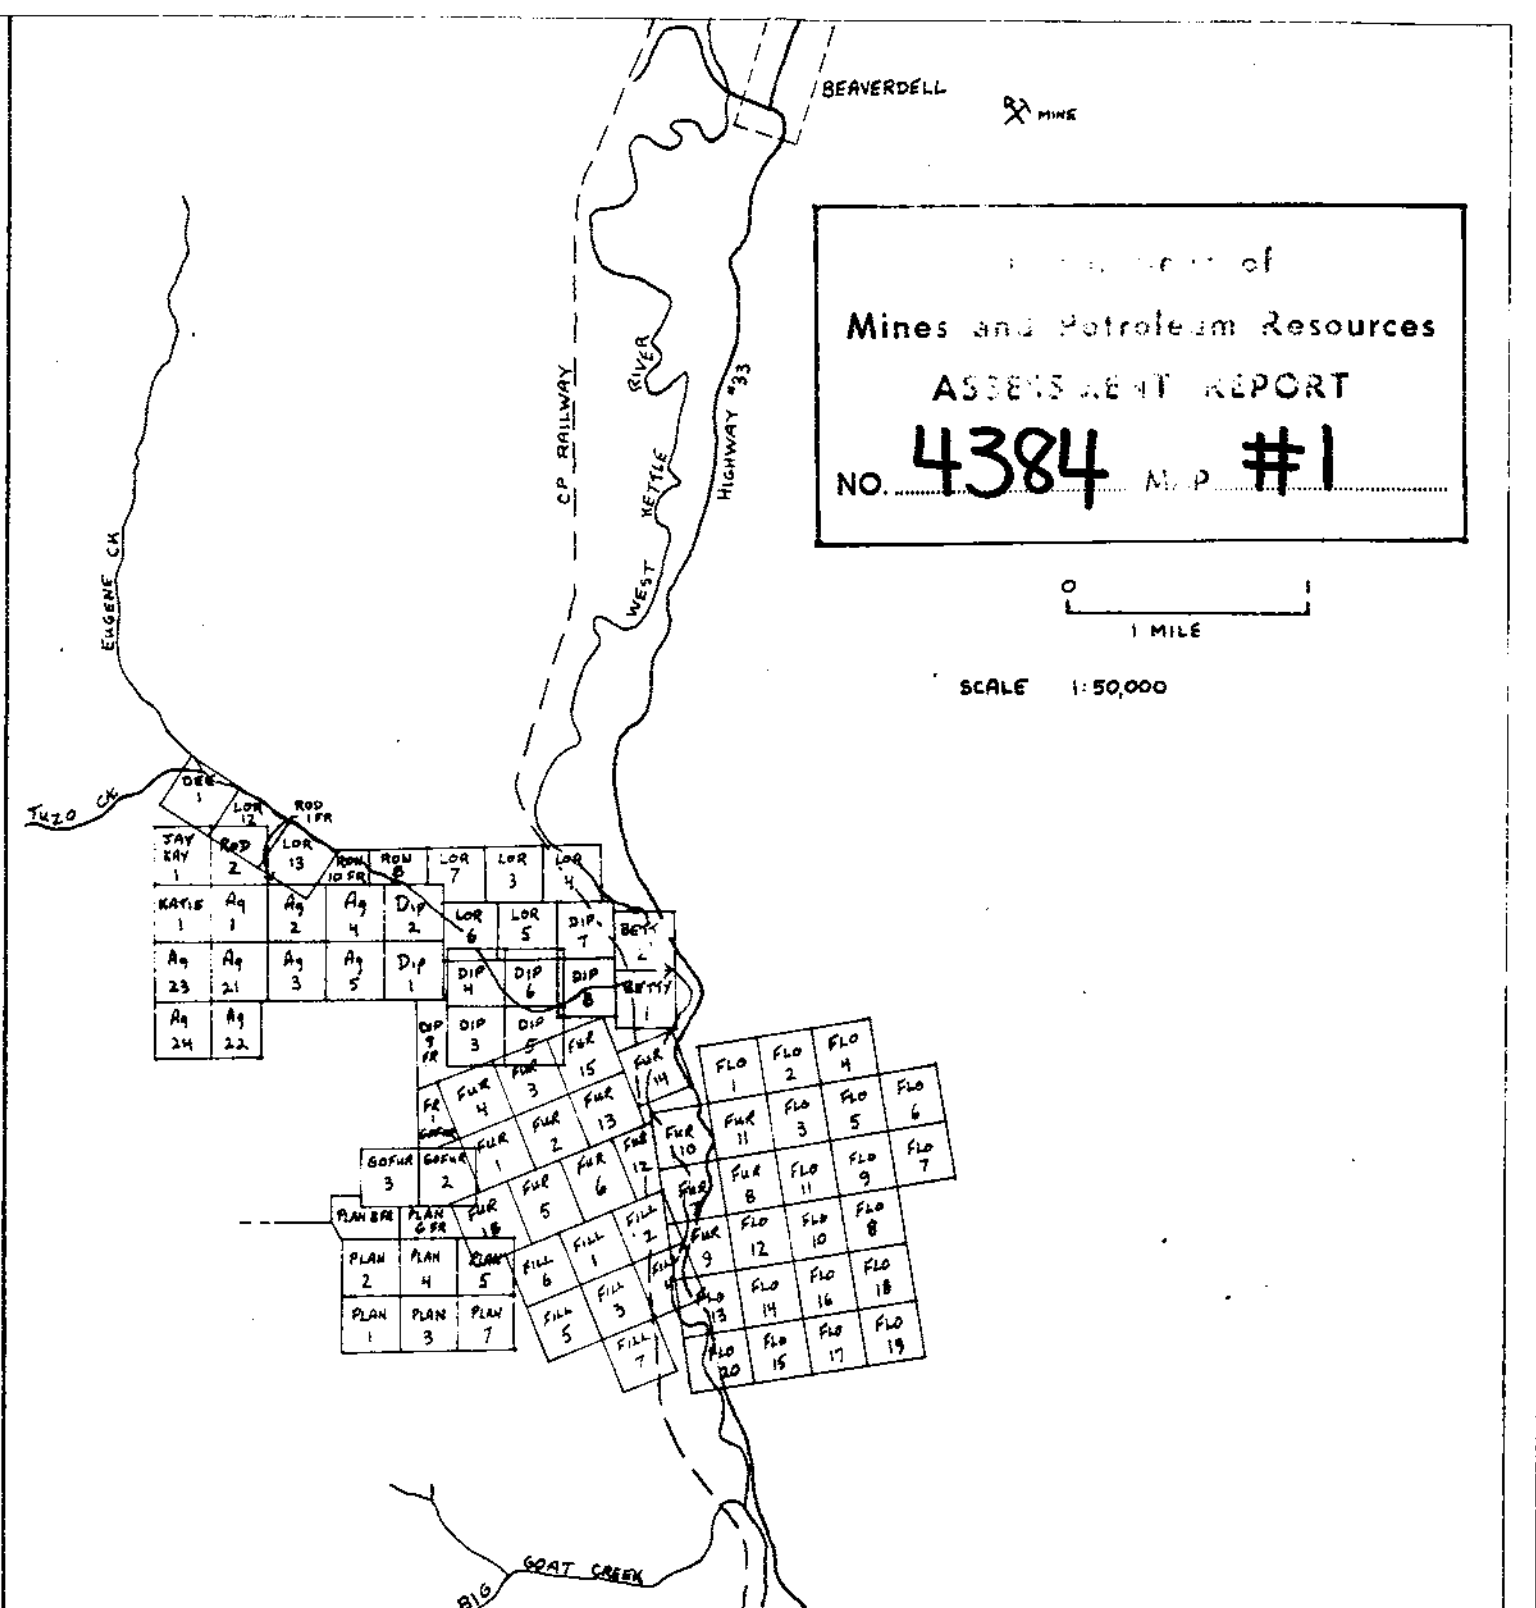 BEAVERDELL
MINE
of
Mines and Petroleum Resources
ASSESSMENT REPORT
NO. 4384 MAP #1
0 1
1 MILE
SCALE 1:50,000
CP RAILWAY
WEST KETTLE RIVER
HIGHWAY #33
EUGENE CK
TUZO CK
DEE 1
LOR 12
ROD 1 FR
JAY KAY 1
ROD 2
LOR 13
RON 10 FR
RON 8
LOR 7
LOR 3
LOR 4
KATIE 1
Ag 1
Ag 2
Ag 4
Dip 2
LOR 6
LOR 5
DIP 7
BETTY 2
Ag 23
Ag 21
Ag 3
Ag 5
Dip 1
DIP 4
DIP 6
DIP 8
BETTY 1
Ag 24
Ag 22
DIP 9 FR
DIP 3
DIP 5
FUR 15
FUR 14
FLO 1
FLO 2
FLO 4
FR 1 GOFUR
FUR 4
FUR 3
FUR 13
FUR 11
FLO 3
FLO 5
FLO 6
GOFUR 3
GOFUR 2
FUR 1
FUR 2
FUR 12
FUR 10
FUR 8
FLO 11
FLO 9
FLO 7
PLAN 8 FR
PLAN 6 FR
FUR
FUR 5
FUR 6
FILL 2
FUR 7
FUR 9
FLO 12
FLO 10
FLO 8
PLAN 2
PLAN 4
PLAN 5
FILL 6
FILL 1
FILL 4
FLO 13
FLO 14
FLO 16
FLO 18
PLAN 1
PLAN 3
PLAN 7
FILL 5
FILL 3
FILL 7
FLO 20
FLO 15
FLO 17
FLO 19
BIG GOAT CREEK